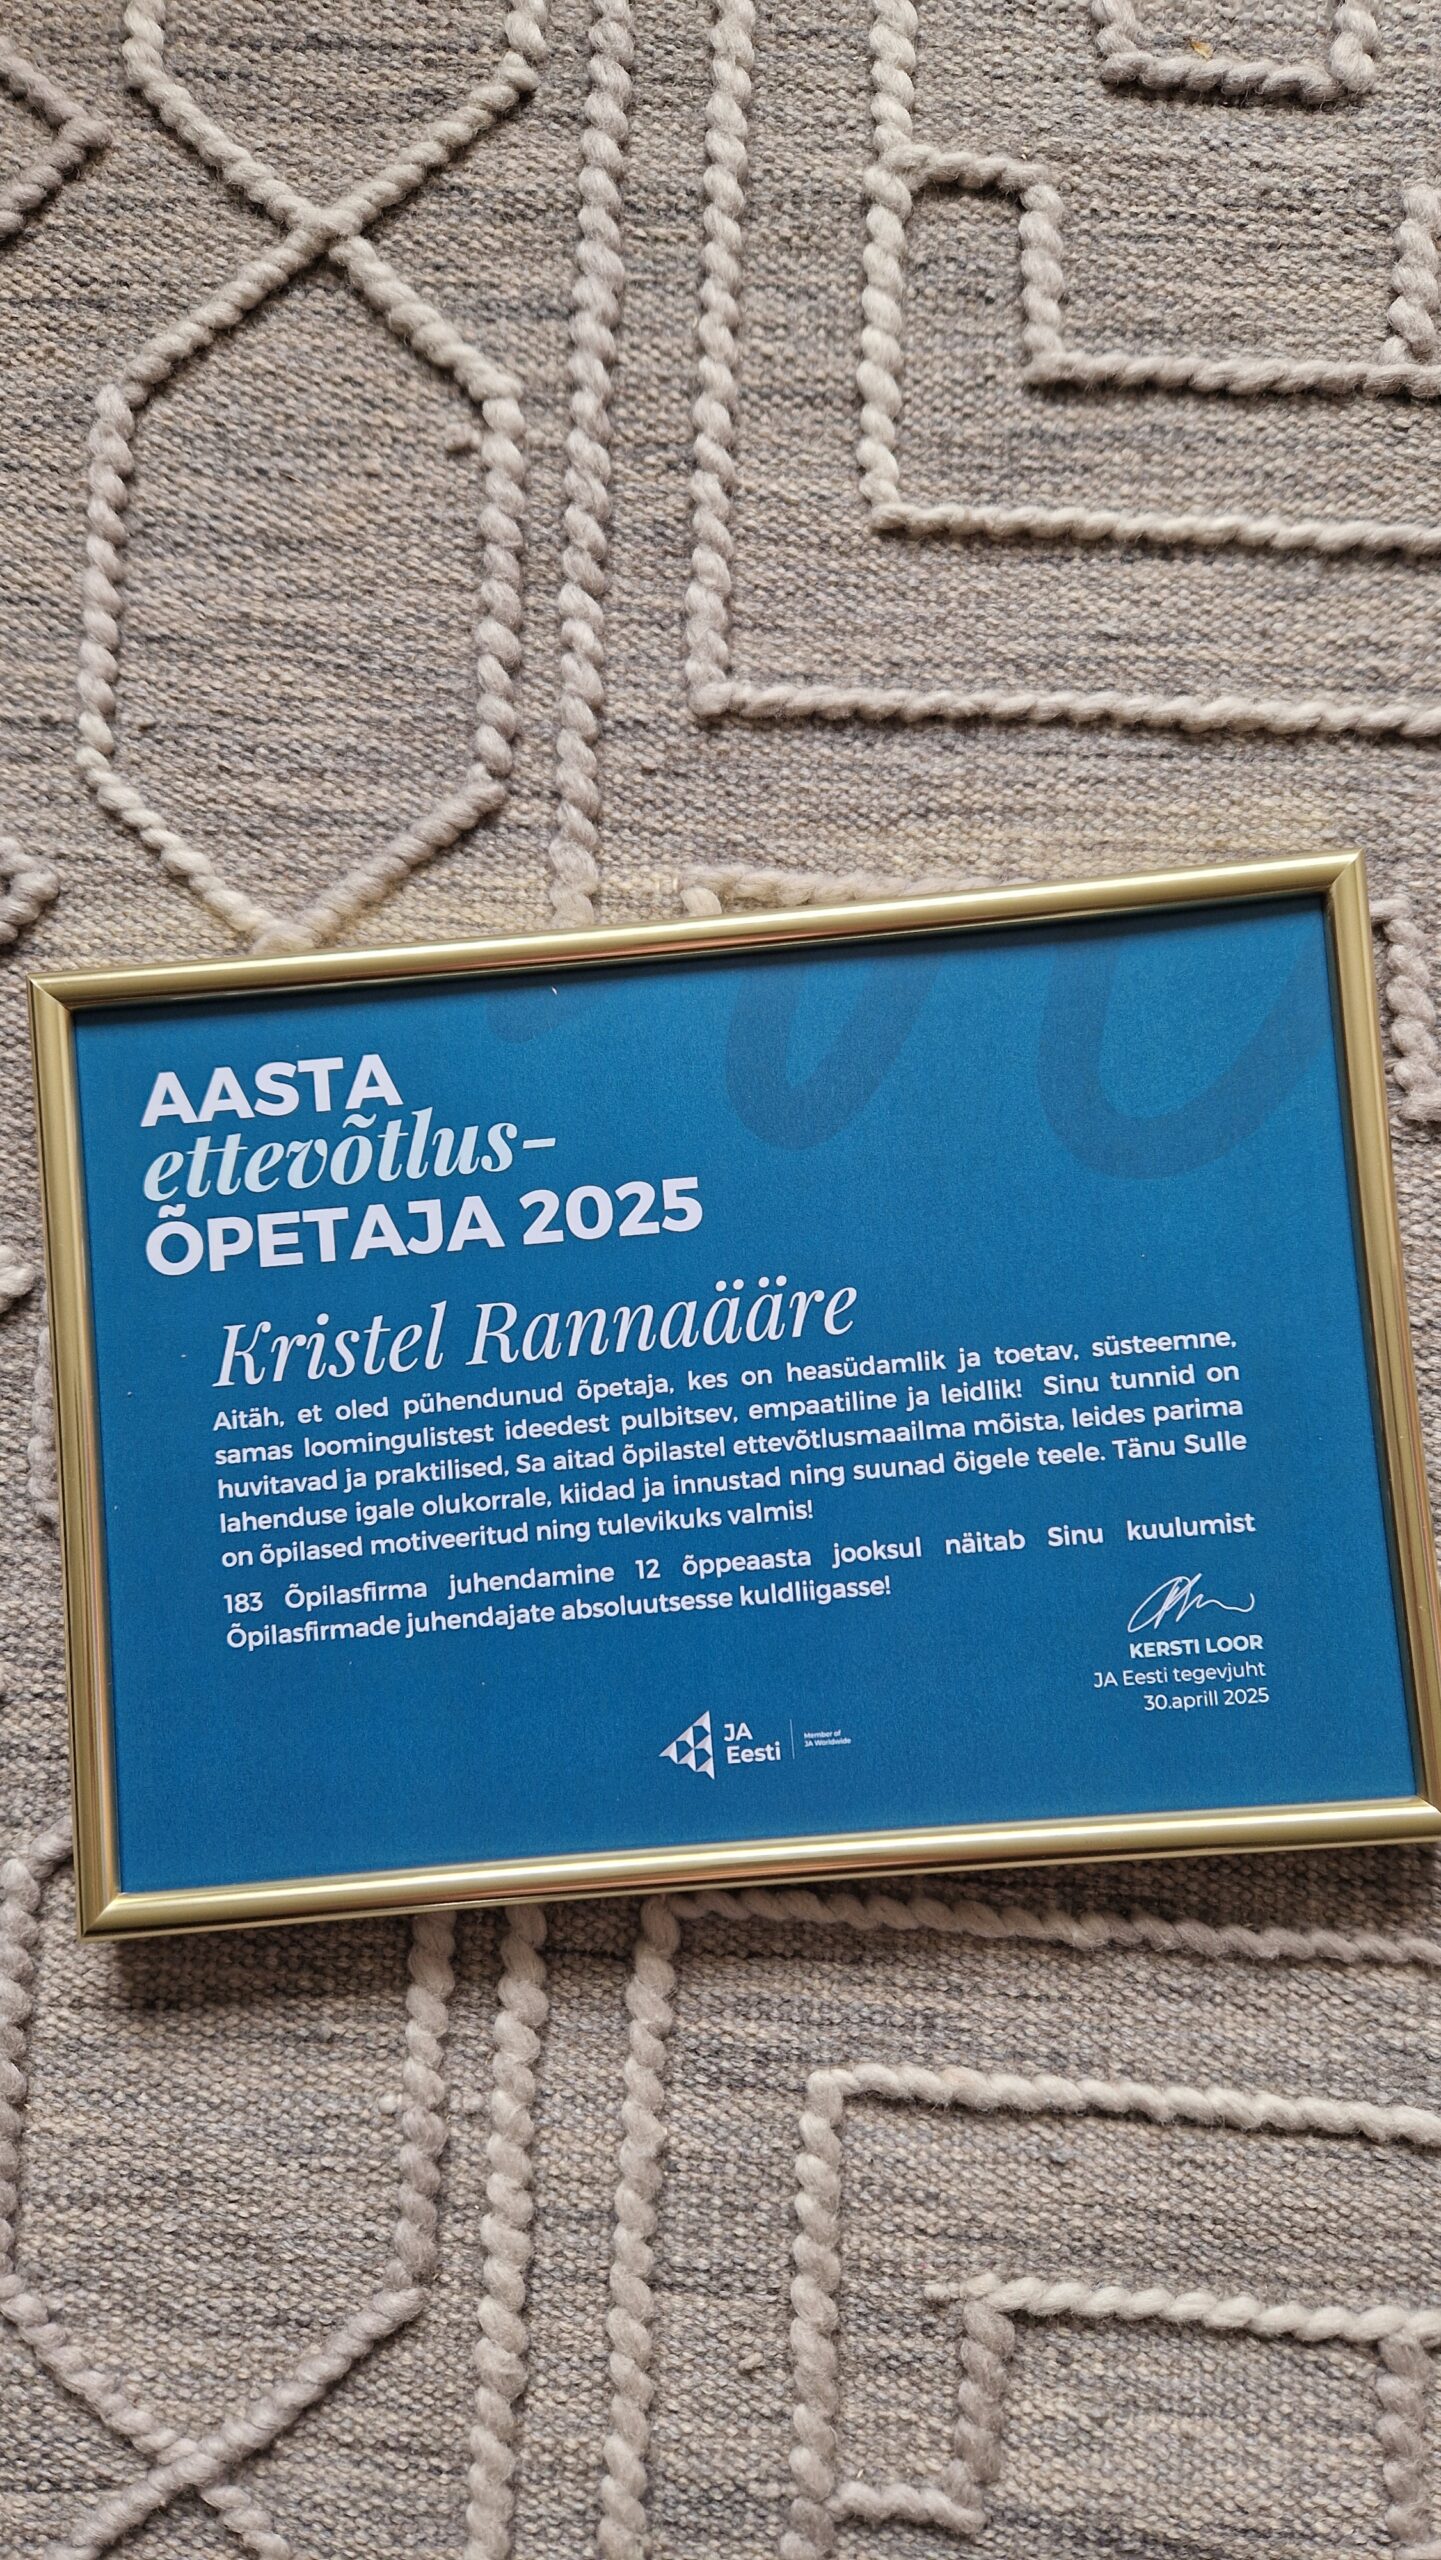 AASTA
ettevõtlus-
ÕPETAJA 2025
Kristel Rannaääre
Aitäh, et oled pühendunud õpetaja, kes on heasüdamlik ja toetav, süsteemne,
samas loomingulistest ideedest pulbitsev, empaatiline ja leidlik! Sinu tunnid on
huvitavad ja praktilised, Sa aitad õpilastel ettevõtlusmaailma mõista, leides parima
lahenduse igale olukorrale, kiidad ja innustad ning suunad õigele teele. Tänu Sulle
on õpilased motiveeritud ning tulevikuks valmis!
183 Õpilasfirma juhendamine 12 õppeaasta jooksul näitab Sinu kuulumist
Õpilasfirmade juhendajate absoluutsesse kuldliigasse!
KERSTI LOOR
JA Eesti tegevjuht
30.aprill 2025
JA
Eesti
Member of
JA Worldwide